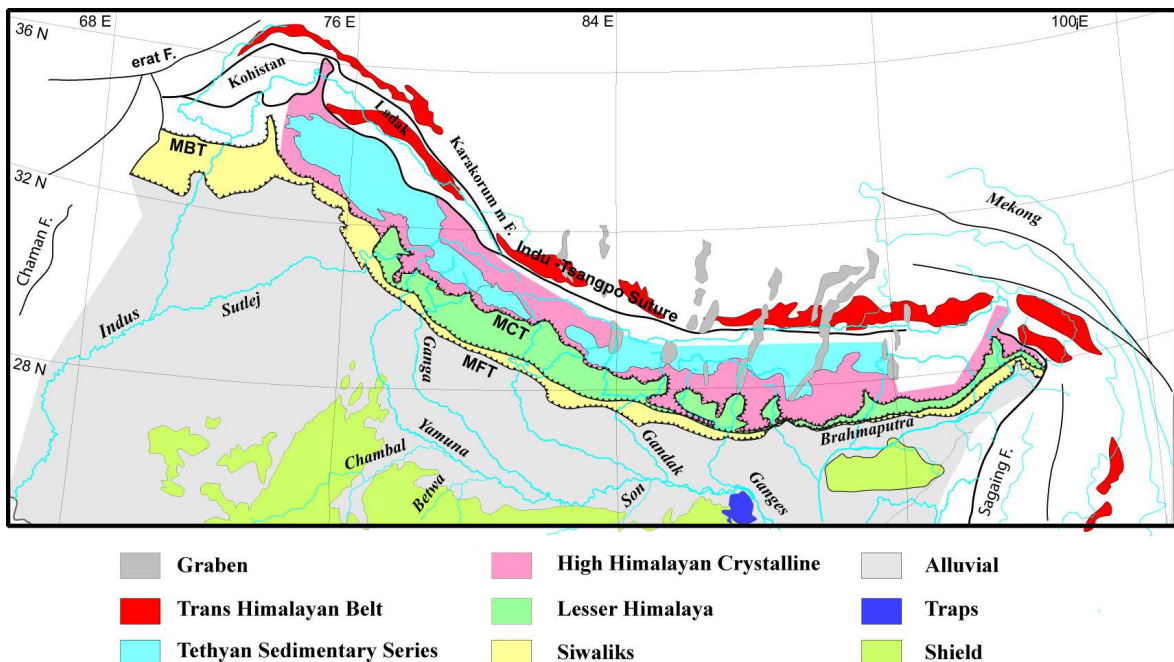 68 E
76 E
84 E
100 E
36 N
32 N
28 N
erat F.
Kohistan
Ladak
Karakorum m F.
MBT
Chaman F.
Indus
Sutlej
Indu -Tsangpo Suture
Mekong
MCT
MFT
Ganga
Yamuna
Chambal
Betwa
Son
Gandak
Ganges
Brahmaputra
Sagaing F.
Graben
High Himalayan Crystalline
Alluvial
Trans Himalayan Belt
Lesser Himalaya
Traps
Tethyan Sedimentary Series
Siwaliks
Shield